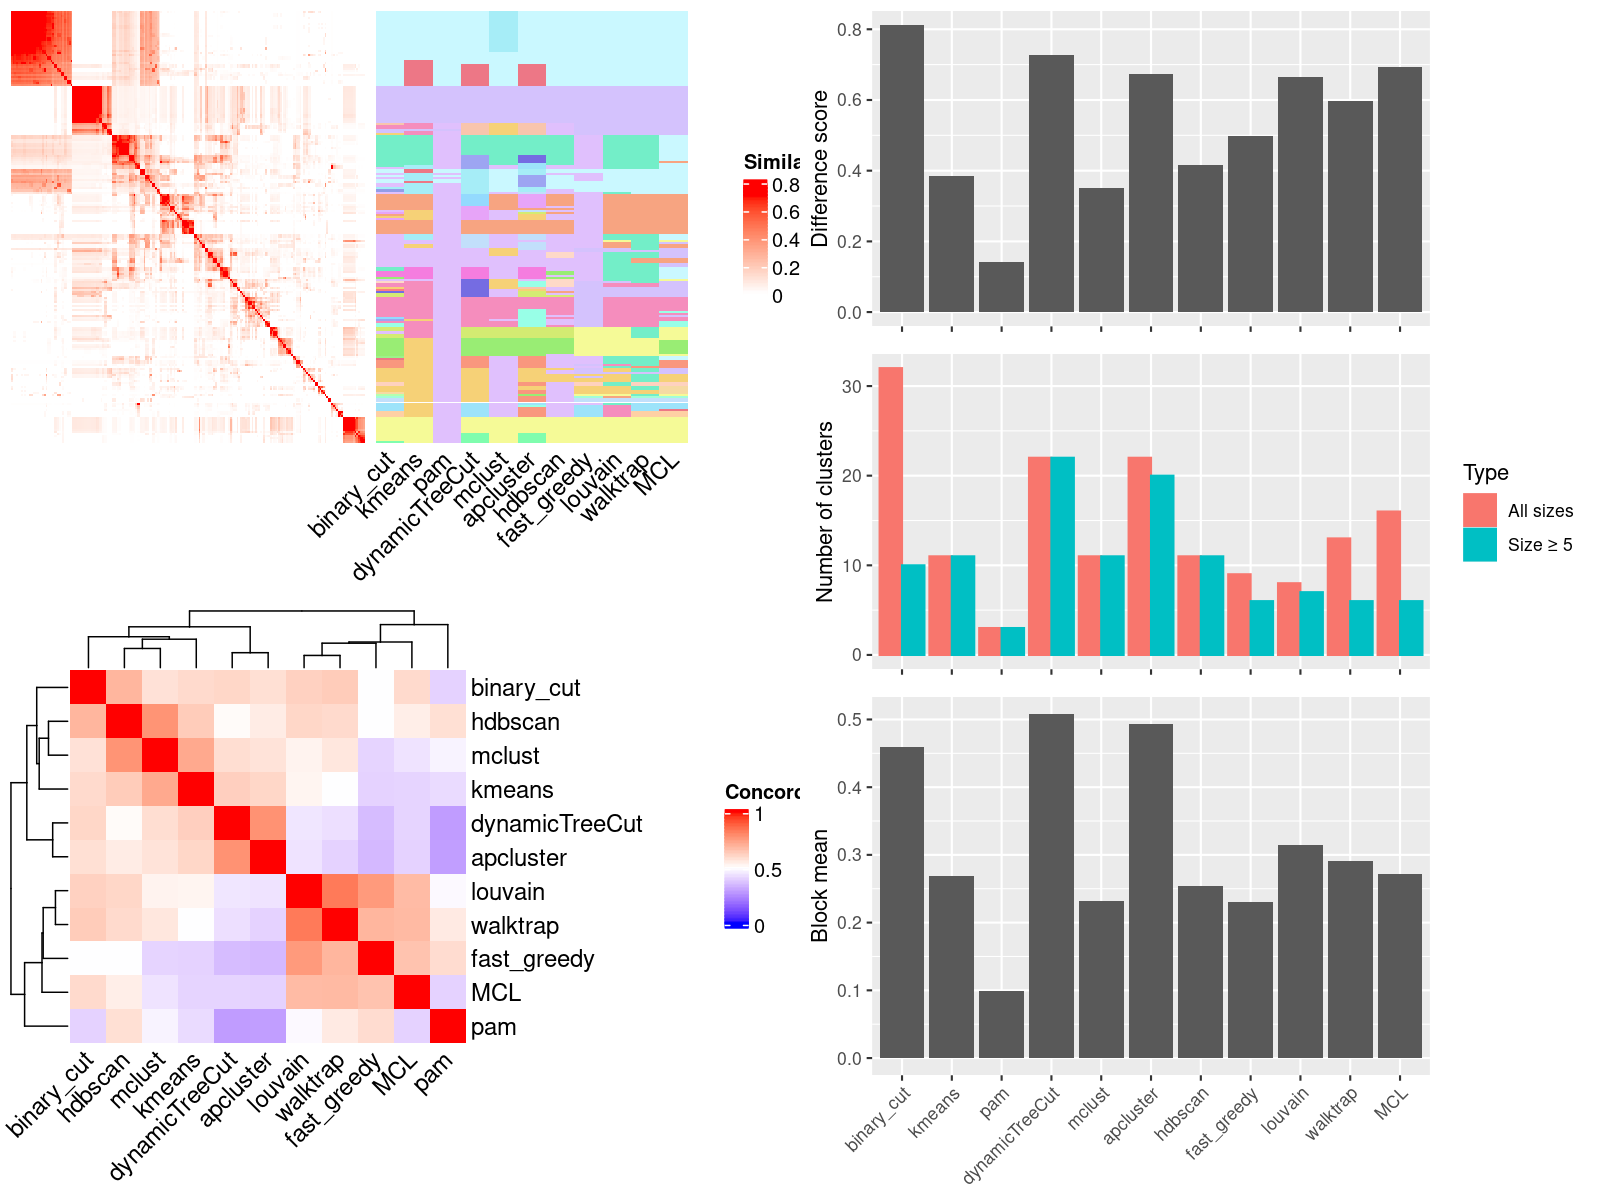 Simila
0.8
0.6
0.4
0.2
0
binary_cut
kmeans
pam
dynamicTreeCut
mclust
apcluster
hdbscan
fast_greedy
louvain
walktrap
MCL
binary_cut
hdbscan
mclust
kmeans
dynamicTreeCut
apcluster
louvain
walktrap
fast_greedy
MCL
pam
binary_cut
hdbscan
mclust
kmeans
dynamicTreeCut
apcluster
louvain
walktrap
fast_greedy
MCL
pam
Concord
1
0.5
0
Difference score
0.8
0.6
0.4
0.2
0.0
Number of clusters
30
20
10
0
Type
All sizes
Size ≥ 5
Block mean
0.5
0.4
0.3
0.2
0.1
0.0
binary_cut
kmeans
pam
dynamicTreeCut
mclust
apcluster
hdbscan
fast_greedy
louvain
walktrap
MCL